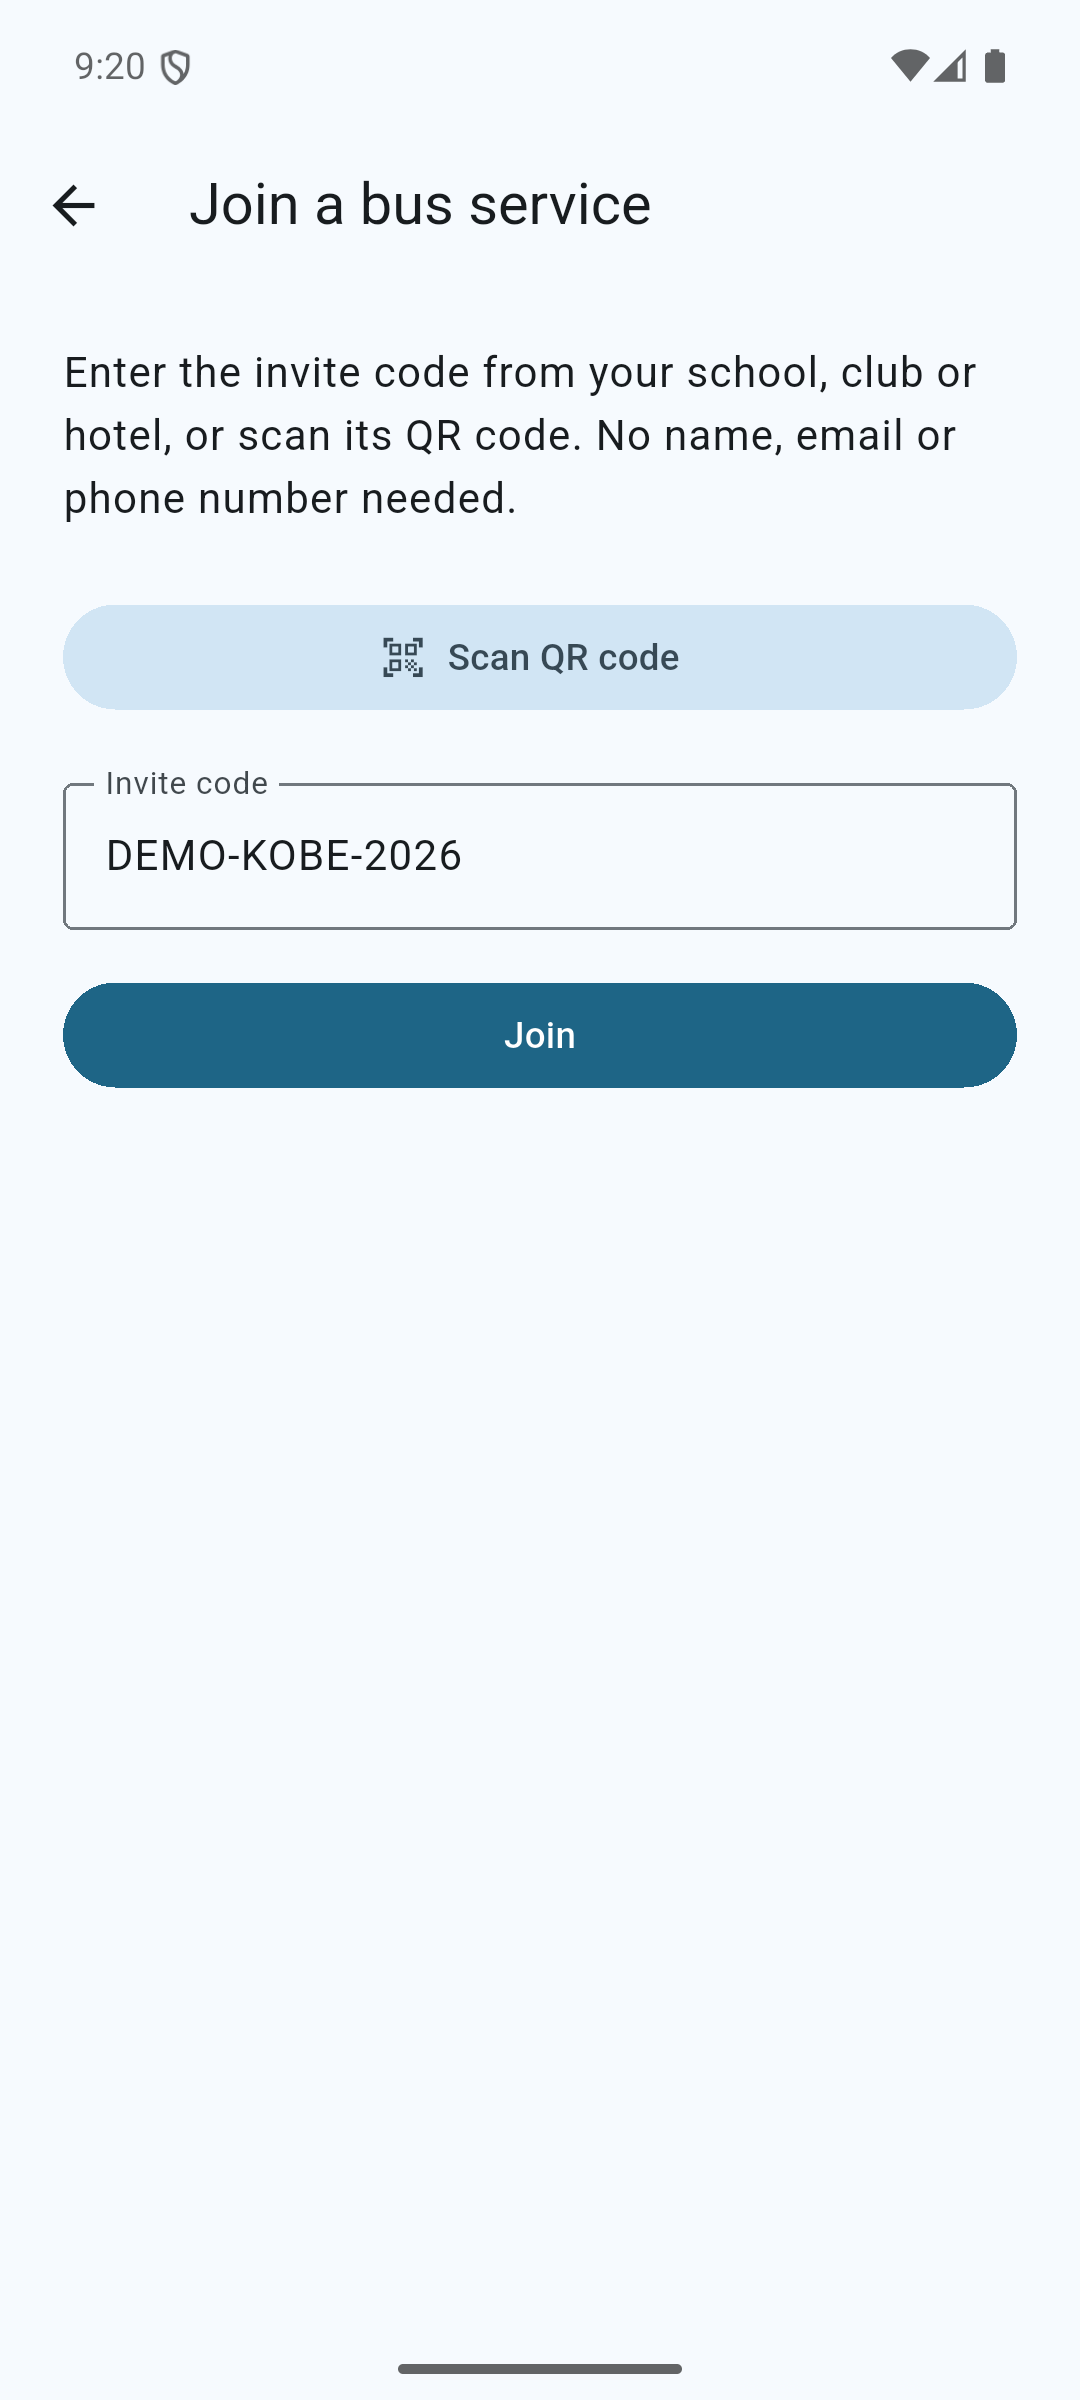 9:20
Join a bus service
Enter the invite code from your school, club or
hotel, or scan its QR code. No name, email or
phone number needed.
Scan QR code
Invite code
DEMO-KOBE-2026
Join